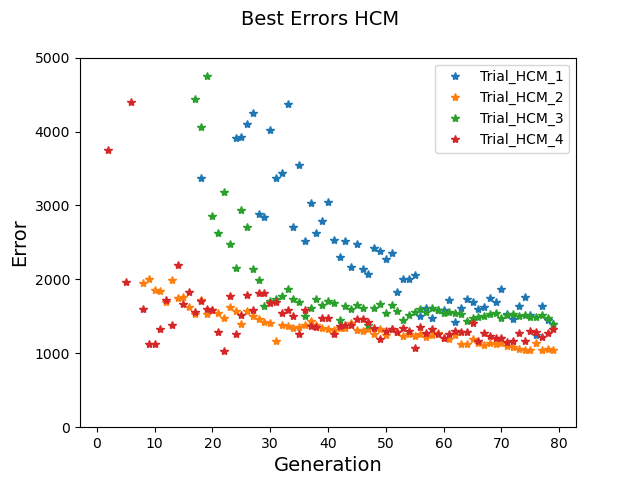 Best Errors HCM
5000
4000
3000
2000
1000
0
Error
Trial_HCM_1
Trial_HCM_2
Trial_HCM_3
Trial_HCM_4
0 10 20 30 40 50 60 70 80
Generation